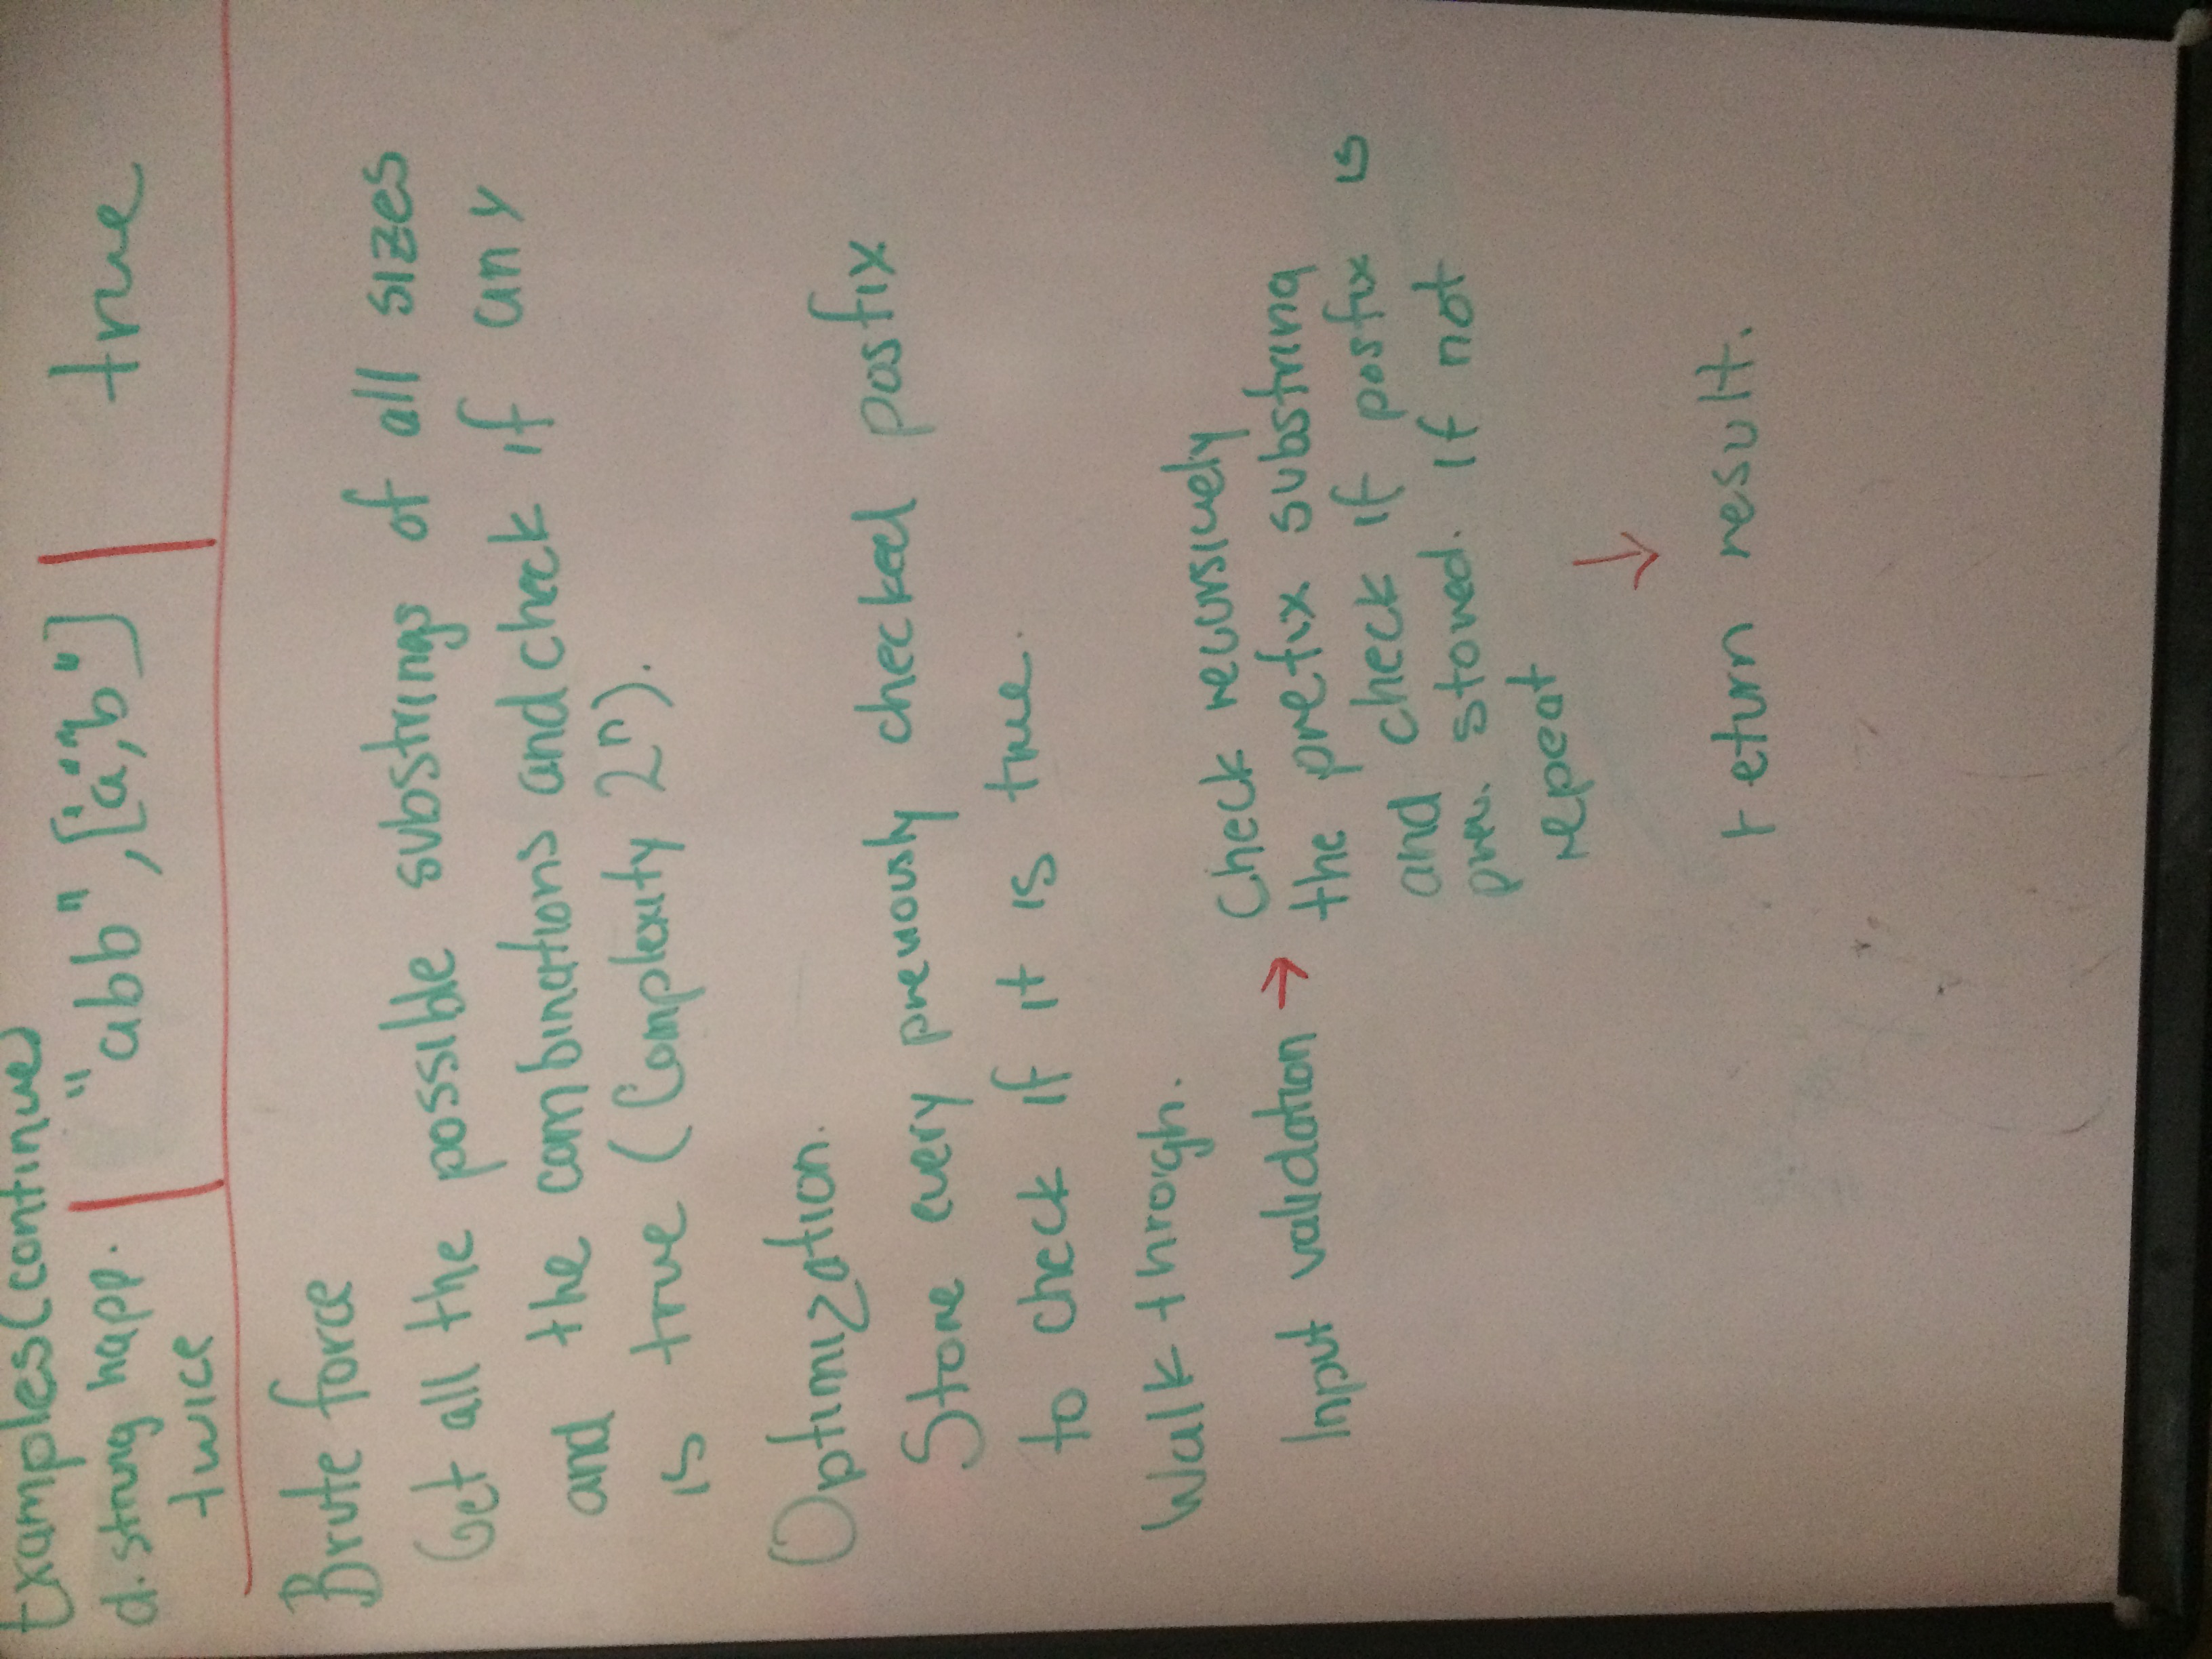 Examples(continue)
d. string happ. "abb", ["a","b"] true
twice
Brute force
Get all the possible substrings of all sizes
and the combinations and check if any
is true (Complexity 2ⁿ).
Optimization.
Store every previously checked posfix
to check if it is true.
Walk through.
Input validation → Check recursively
the prefix substring
and check if posfix is
prev. stored. If not
repeat
↓
return result.